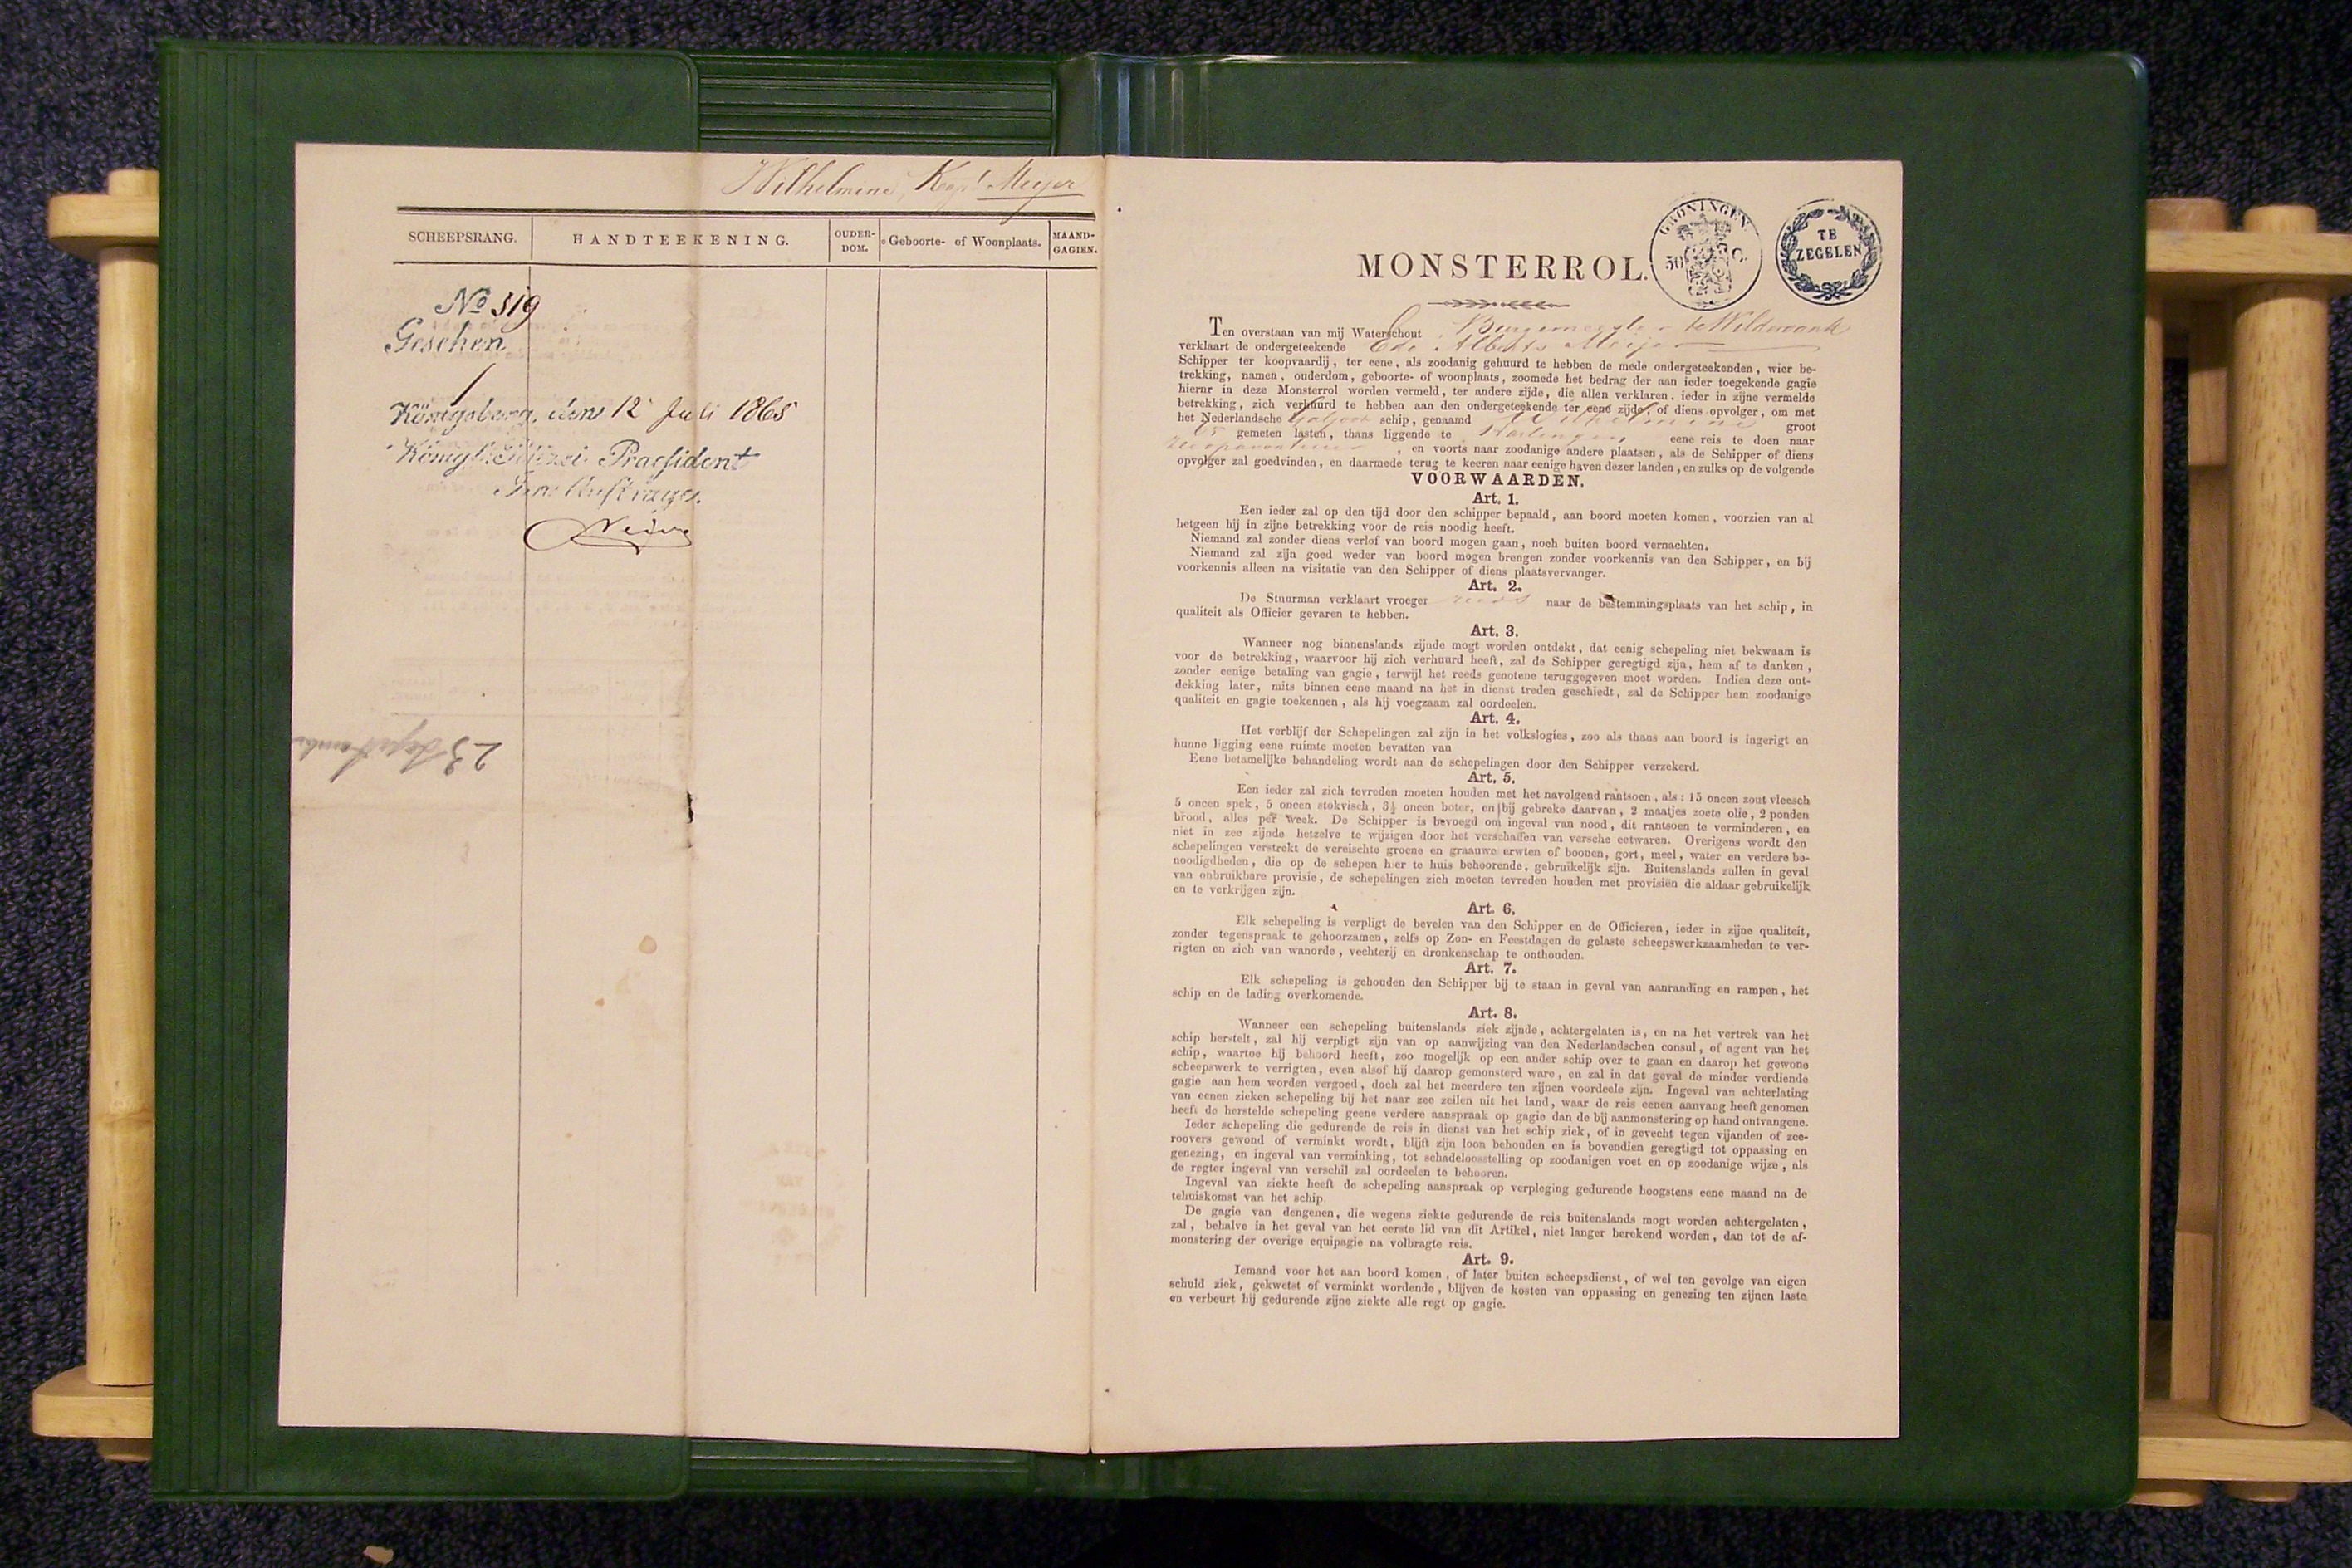 Wilhelmine, Kapt Meijer
SCHEEPSRANG. HANDTEEKENING. OUDER-DOM. Geboorte- of Woonplaats. MAAND-GAGIEN.
No 519
Gesehen
Königsberg, den 12 Juli 1865
Königl. Polizei Praesident
Im Auftrage.
23 September
GRONINGEN
50 C.
TE
ZEGELEN
MONSTERROL.
Ten overstaan van mij Waterschout Burgemeester te Wildervank
verklaart de ondergeteekende Ede Alberts Meijer
Schipper ter koopvaardij, ter eene, als zoodanig gehuurd te hebben de mede ondergeteekenden, wier be-
trekking, namen, ouderdom, geboorte- of woonplaats, zoomede het bedrag der aan ieder toegekende gagie
hierur in deze Monsterrol worden vermeld, ter andere zijde, die allen verklaren, ieder in zijne vermelde
betrekking, zich verhuurd te hebben aan den ondergeteekende ter eene zijde, of diens opvolger, om met
het Nederlandsche Galjoot schip, genaamd Wilhelmine groot
gemeten lasten, thans liggende te Harlingen eene reis te doen naar
, en voorts naar zoodanige andere plaatsen, als de Schipper of diens
opvolger zal goedvinden, en daarmede terug te keeren naar eenige haven dezer landen, en zulks op de volgende
VOORWAARDEN.
Art. 1.
Een ieder zal op den tijd door den schipper bepaald, aan boord moeten komen, voorzien van al
hetgeen hij in zijne betrekking voor de reis noodig heeft.
Niemand zal zonder diens verlof van boord mogen gaan, noch buiten boord vernachten.
Niemand zal zijn goed weder van boord mogen brengen zonder voorkennis van den Schipper, en bij
voorkennis alleen na visitatie van den Schipper of diens plaatsvervanger.
Art. 2.
De Stuurman verklaart vroeger reeds naar de bestemmingsplaats van het schip, in
qualiteit als Officier gevaren te hebben.
Art. 3.
Wanneer nog binnenslands zijnde mogt worden ontdekt, dat eenig schepeling niet bekwaam is
voor de betrekking, waarvoor hij zich verhuurd heeft, zal de Schipper geregtigd zijn, hem af te danken,
zonder eenige betaling van gagie, terwijl het reeds genotene teruggegeven moet worden. Indien deze ont-
dekking later, mits binnen eene maand na het in dienst treden geschiedt, zal de Schipper hem zoodanige
qualiteit en gagie toekennen, als hij voegzaam zal oordeelen.
Art. 4.
Het verblijf der Schepelingen zal zijn in het volkslogies, zoo als thans aan boord is ingerigt en
hunne ligging eene ruimte moeten bevatten van
Eene betamelijke behandeling wordt aan de schepelingen door den Schipper verzekerd.
Art. 5.
Een ieder zal zich tevreden moeten houden met het navolgend rantsoen, als: 15 oncen zout vleesch
5 oncen spek, 5 oncen stokvisch, 3½ oncen boter, en bij gebreke daarvan, 2 maatjes zoete olie, 2 ponden
brood, alles per week. De Schipper is bevoegd om ingeval van nood, dit rantsoen te verminderen, en
niet in zee zijnde hetzelve te wijzigen door het verschaffen van versche eetwaren. Overigens wordt den
schepelingen verstrekt de vereischte groene en graauwe erwten of boonen, gort, meel, water en verdere be-
noodigdheden, die op de schepen hier te huis behoorende, gebruikelijk zijn. Buitenslands zullen in geval
van onbruikbare provisie, de schepelingen zich moeten tevreden houden met provisiën die aldaar gebruikelijk
en te verkrijgen zijn.
Art. 6.
Elk schepeling is verpligt de bevelen van den Schipper en de Officieren, ieder in zijne qualiteit,
zonder tegenspraak te gehoorzamen, zelfs op Zon- en Feestdagen de gelaste scheepswerkzaamheden te ver-
rigten en zich van wanorde, vechterij en dronkenschap te onthouden.
Art. 7.
Elk schepeling is gehouden den Schipper bij te staan in geval van aanranding en rampen, het
schip en de lading overkomende.
Art. 8.
Wanneer een schepeling buitenslands ziek zijnde, achtergelaten is, en na het vertrek van het
schip herstelt, zal hij verpligt zijn van op aanwijzing van den Nederlandschen consul, of agent van het
schip, waartoe hij behoord heeft, zoo mogelijk op een ander schip over te gaan en daarop het gewone
scheepswerk te verrigten, even alsof hij daarop gemonsterd ware, en zal in dat geval de minder verdiende
gagie aan hem worden vergoed, doch zal het meerdere ten zijnen voordeele zijn. Ingeval van achterlating
van eenen zieken schepeling bij het naar zee zeilen uit het land, waar de reis eenen aanvang heeft genomen
heeft de herstelde schepeling geene verdere aanspraak op gagie dan de bij aanmonstering op hand ontvangene.
Ieder schepeling die gedurende de reis in dienst van het schip ziek, of in gevecht tegen vijanden of zee-
roovers gewond of verminkt wordt, blijft zijn loon behouden en is bovendien geregtigd tot oppassing en
genezing, en ingeval van verminking, tot schadeloosstelling op zoodanigen voet en op zoodanige wijze, als
de regter ingeval van verschil zal oordeelen te behooren.
Ingeval van ziekte heeft de schepeling aanspraak op verpleging gedurende hoogstens eene maand na de
tehuiskomst van het schip.
De gagie van dengenen, die wegens ziekte gedurende de reis buitenslands mogt worden achtergelaten,
zal, behalve in het geval van het eerste lid van dit Artikel, niet langer berekend worden, dan tot de af-
monstering der overige equipagie na volbragte reis.
Art. 9.
Iemand voor het aan boord komen, of later buiten scheepsdienst, of wel ten gevolge van eigen
schuld ziek, gekwetst of verminkt wordende, blijven de kosten van oppassing en genezing ten zijnen laste
en verbeurt hij gedurende zijne ziekte alle regt op gagie.